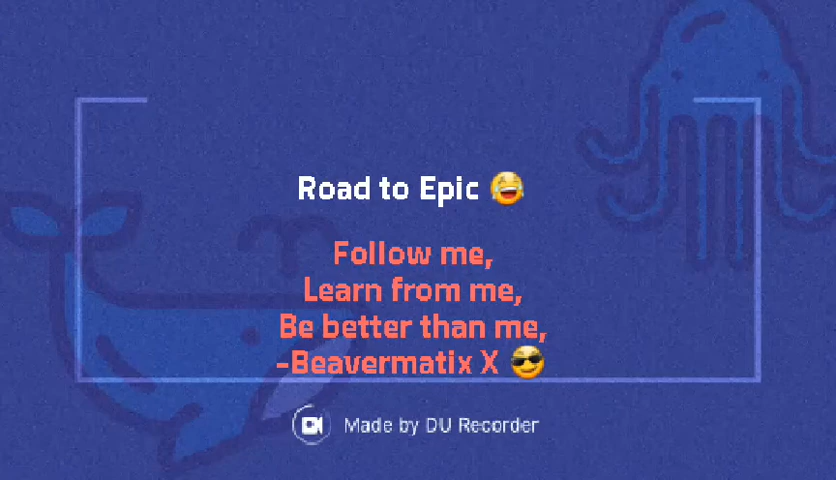 Road to Epic 😂
Follow me,
Learn from me,
Be better than me,
-Beavermatix X 😎
Made by DU Recorder